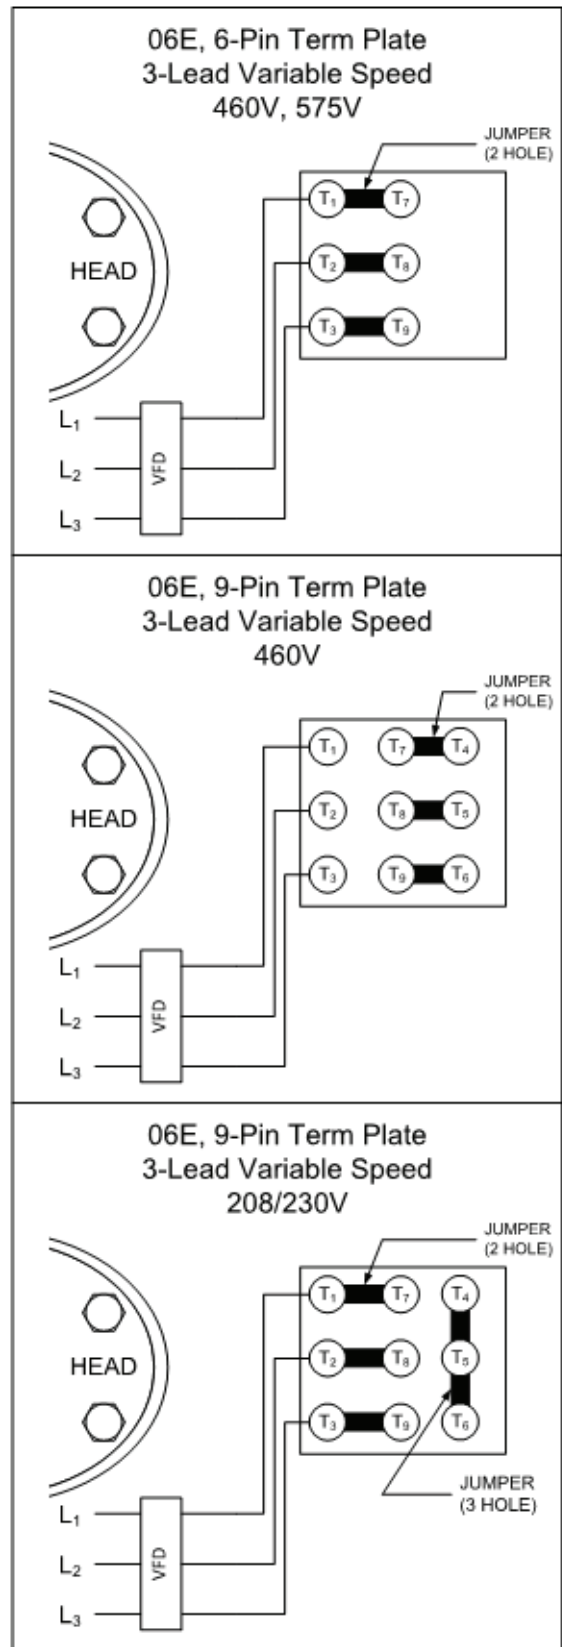 06E, 6-Pin Term Plate
3-Lead Variable Speed
460V, 575V
JUMPER
(2 HOLE)
T1 T7
HEAD
T2 T8
T3 T9
L1
L2
VFD
L3
06E, 9-Pin Term Plate
3-Lead Variable Speed
460V
JUMPER
(2 HOLE)
T1 T7 T4
HEAD
T2 T8 T5
T3 T9 T6
L1
L2
VFD
L3
06E, 9-Pin Term Plate
3-Lead Variable Speed
208/230V
JUMPER
(2 HOLE)
T1 T7 T4
HEAD
T2 T8 T5
T3 T9 T6
JUMPER
(3 HOLE)
L1
L2
VFD
L3